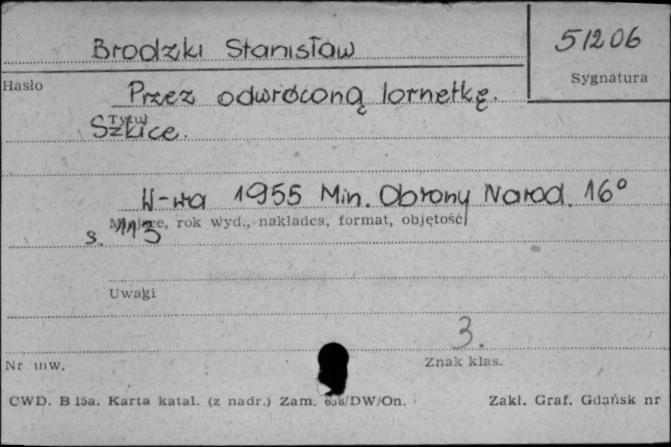 Brodzki Stanisław
51206
Hasło
Sygnatura
Przez odwróconą lornetkę.
Tytuł
Szkice.
W-wa 1955 Min. Obrony Narod. 16°
Miejsce, rok wyd., nakładca, format, objętość
s. 113
Uwagi
3.
Nr inw.
Znak klas.
CWD. B 15a. Karta katal. (z nadr.) Zam. /DW/On.
Zakł. Graf. Gdańsk nr